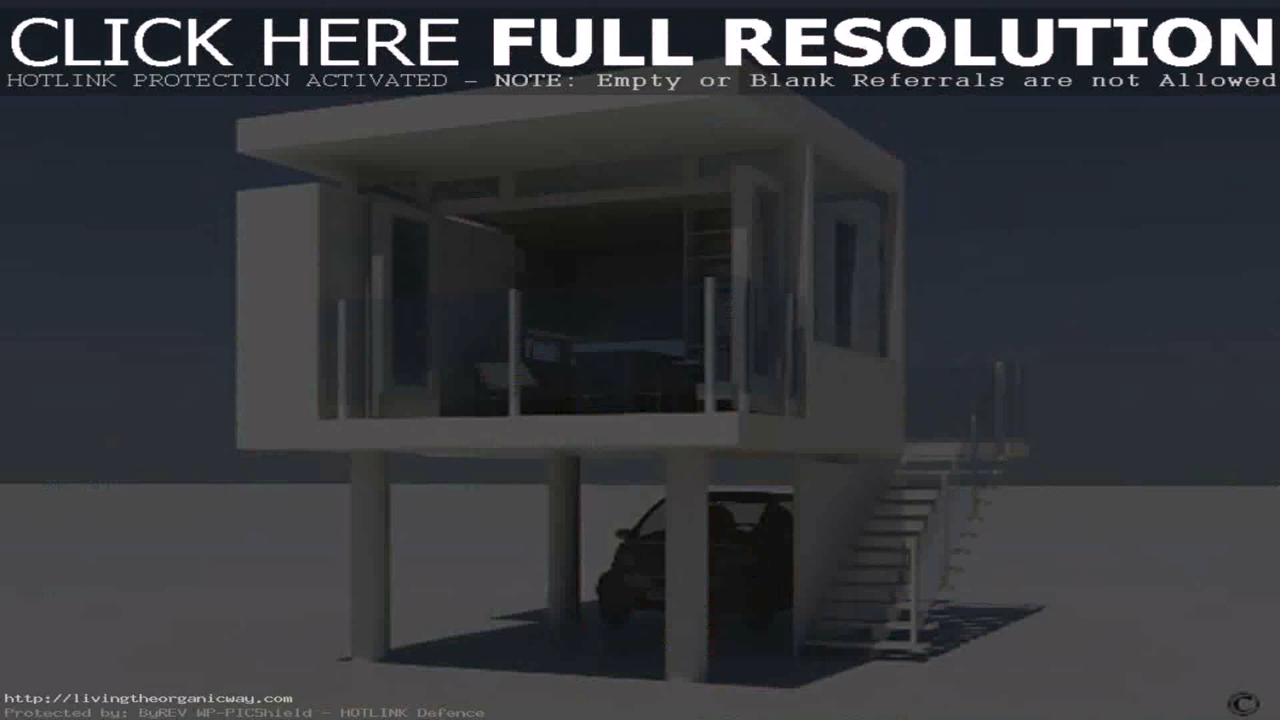 CLICK HERE FULL RESOLUTION
HOTLINK PROTECTION ACTIVATED - NOTE: Empty or Blank Referrals are not Allowed
http://livingtheorganicway.com
Protected by: ByREV WP-PICShield - HOTLINK Defence
©